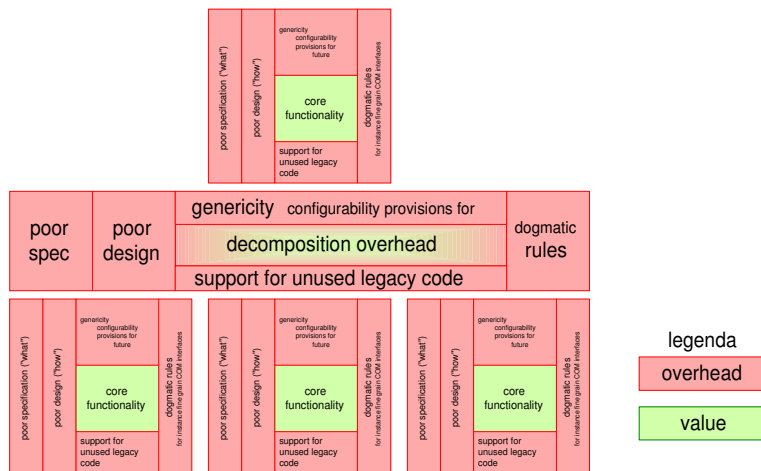 poor specification ("what")
poor design ("how")
genericity
configurability
provisions for
future
core
functionality
support for
unused legacy
code
dogmatic rules
for instance fine grain COM interfaces
poor
spec
poor
design
genericity configurability provisions for
decomposition overhead
support for unused legacy code
dogmatic
rules
poor specification ("what")
poor design ("how")
genericity
configurability
provisions for
future
core
functionality
support for
unused legacy
code
dogmatic rules
for instance fine grain COM interfaces
poor specification ("what")
poor design ("how")
genericity
configurability
provisions for
future
core
functionality
support for
unused legacy
code
dogmatic rules
for instance fine grain COM interfaces
poor specification ("what")
poor design ("how")
genericity
configurability
provisions for
future
core
functionality
support for
unused legacy
code
dogmatic rules
for instance fine grain COM interfaces
legenda
overhead
value